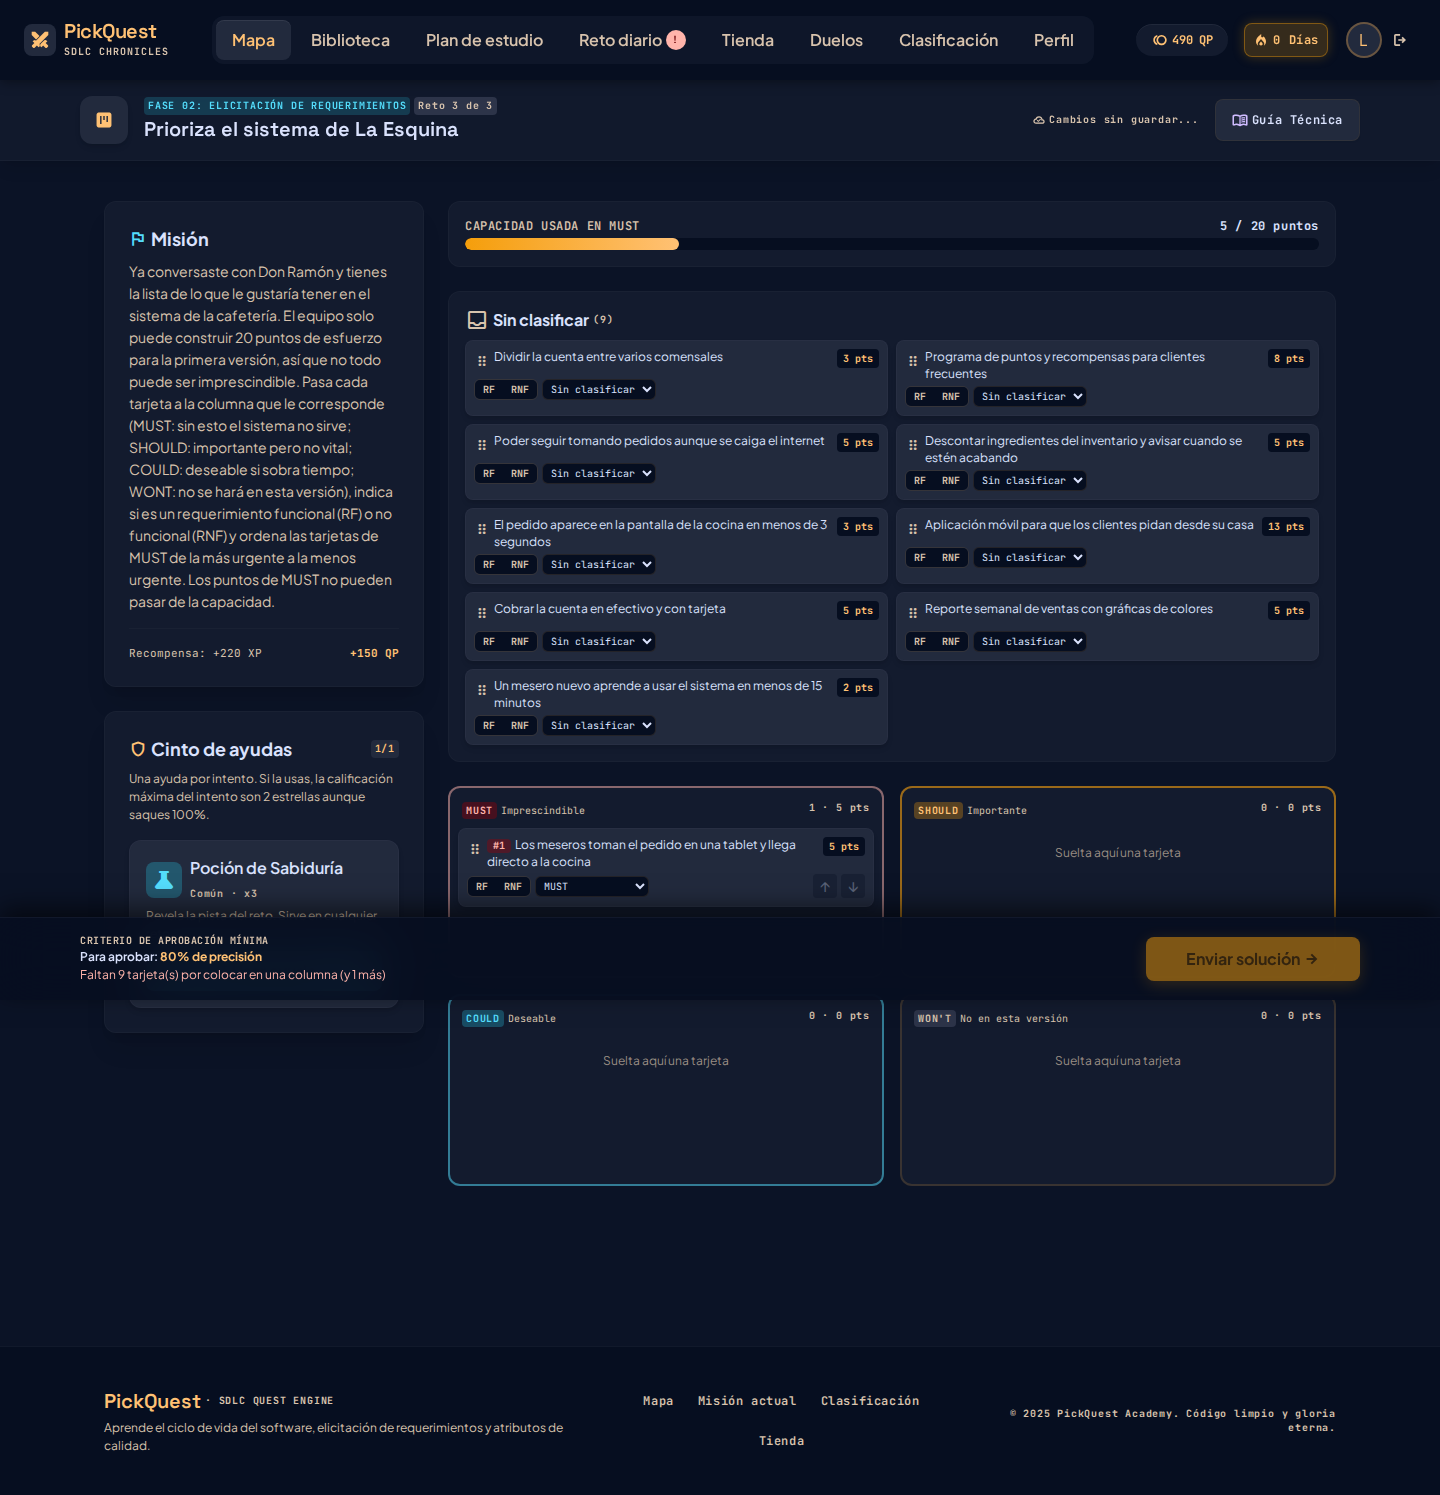 PickQuest
SDLC CHRONICLES
Mapa
Biblioteca
Plan de estudio
Reto diario !
Tienda
Duelos
Clasificación
Perfil
490 QP
0 Días
L
FASE 02: ELICITACIÓN DE REQUERIMIENTOS Reto 3 de 3
Prioriza el sistema de La Esquina
Cambios sin guardar...
Guía Técnica
Misión
Ya conversaste con Don Ramón y tienes
la lista de lo que le gustaría tener en el
sistema de la cafetería. El equipo solo
puede construir 20 puntos de esfuerzo
para la primera versión, así que no todo
puede ser imprescindible. Pasa cada
tarjeta a la columna que le corresponde
(MUST: sin esto el sistema no sirve;
SHOULD: importante pero no vital;
COULD: deseable si sobra tiempo;
WONT: no se hará en esta versión), indica
si es un requerimiento funcional (RF) o no
funcional (RNF) y ordena las tarjetas de
MUST de la más urgente a la menos
urgente. Los puntos de MUST no pueden
pasar de la capacidad.
Recompensa: +220 XP
+150 QP
Cinto de ayudas
1/1
Una ayuda por intento. Si la usas, la calificación
máxima del intento son 2 estrellas aunque
saques 100%.
Poción de Sabiduría
Común · x3
Revela la pista del reto. Sirve en cualquier
CAPACIDAD USADA EN MUST
5 / 20 puntos
Sin clasificar (9)
Dividir la cuenta entre varios comensales
3 pts
RF RNF Sin clasificar
Programa de puntos y recompensas para clientes
frecuentes
8 pts
RF RNF Sin clasificar
Poder seguir tomando pedidos aunque se caiga el internet
5 pts
RF RNF Sin clasificar
Descontar ingredientes del inventario y avisar cuando se
estén acabando
5 pts
RF RNF Sin clasificar
El pedido aparece en la pantalla de la cocina en menos de 3
segundos
3 pts
RF RNF Sin clasificar
Aplicación móvil para que los clientes pidan desde su casa
13 pts
RF RNF Sin clasificar
Cobrar la cuenta en efectivo y con tarjeta
5 pts
RF RNF Sin clasificar
Reporte semanal de ventas con gráficas de colores
5 pts
RF RNF Sin clasificar
Un mesero nuevo aprende a usar el sistema en menos de 15
minutos
2 pts
RF RNF Sin clasificar
MUST Imprescindible
1 · 5 pts
#1 Los meseros toman el pedido en una tablet y llega
directo a la cocina
5 pts
RF RNF MUST
SHOULD Importante
0 · 0 pts
Suelta aquí una tarjeta
CRITERIO DE APROBACIÓN MÍNIMA
Para aprobar: 80% de precisión
Faltan 9 tarjeta(s) por colocar en una columna (y 1 más)
Enviar solución →
COULD Deseable
0 · 0 pts
Suelta aquí una tarjeta
WON'T No en esta versión
0 · 0 pts
Suelta aquí una tarjeta
PickQuest · SDLC QUEST ENGINE
Aprende el ciclo de vida del software, elicitación de requerimientos y atributos de
calidad.
Mapa
Misión actual
Clasificación
Tienda
© 2025 PickQuest Academy. Código limpio y gloria
eterna.